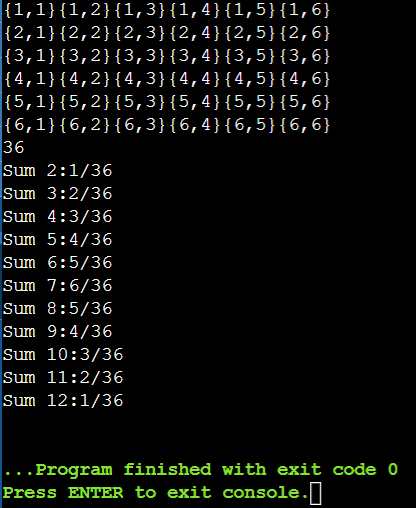 {1,1}{1,2}{1,3}{1,4}{1,5}{1,6}
{2,1}{2,2}{2,3}{2,4}{2,5}{2,6}
{3,1}{3,2}{3,3}{3,4}{3,5}{3,6}
{4,1}{4,2}{4,3}{4,4}{4,5}{4,6}
{5,1}{5,2}{5,3}{5,4}{5,5}{5,6}
{6,1}{6,2}{6,3}{6,4}{6,5}{6,6}
36
Sum 2:1/36
Sum 3:2/36
Sum 4:3/36
Sum 5:4/36
Sum 6:5/36
Sum 7:6/36
Sum 8:5/36
Sum 9:4/36
Sum 10:3/36
Sum 11:2/36
Sum 12:1/36
...Program finished with exit code 0
Press ENTER to exit console.